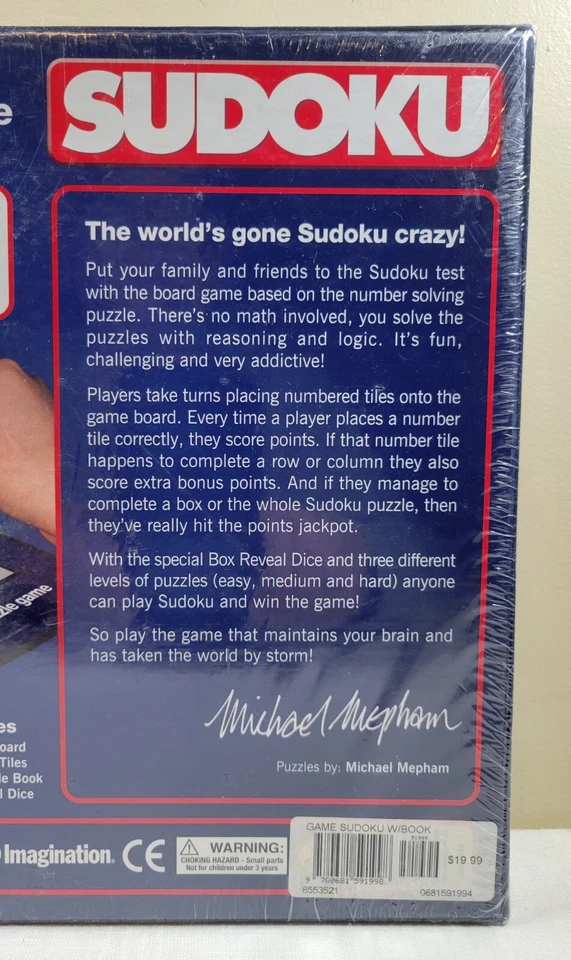 e
SUDOKU
The world's gone Sudoku crazy!
Put your family and friends to the Sudoku test
with the board game based on the number solving
puzzle. There's no math involved, you solve the
puzzles with reasoning and logic. It's fun,
challenging and very addictive!
Players take turns placing numbered tiles onto the
game board. Every time a player places a number
tile correctly, they score points. If that number tile
happens to complete a row or column they also
score extra bonus points. And if they manage to
complete a box or the whole Sudoku puzzle, then
they've really hit the points jackpot.
With the special Box Reveal Dice and three different
levels of puzzles (easy, medium and hard) anyone
can play Sudoku and win the game!
So play the game that maintains your brain and
has taken the world by storm!
zle game
Michael Mepham
Puzzles by: Michael Mepham
es
oard
Tiles
le Book
l Dice
Imagination.
CE
WARNING:
CHOKING HAZARD - Small parts
Not for children under 3 years
GAME SUDOKU W/BOOK
51999
$19.99
9 780681 591998
6553521
0681591994